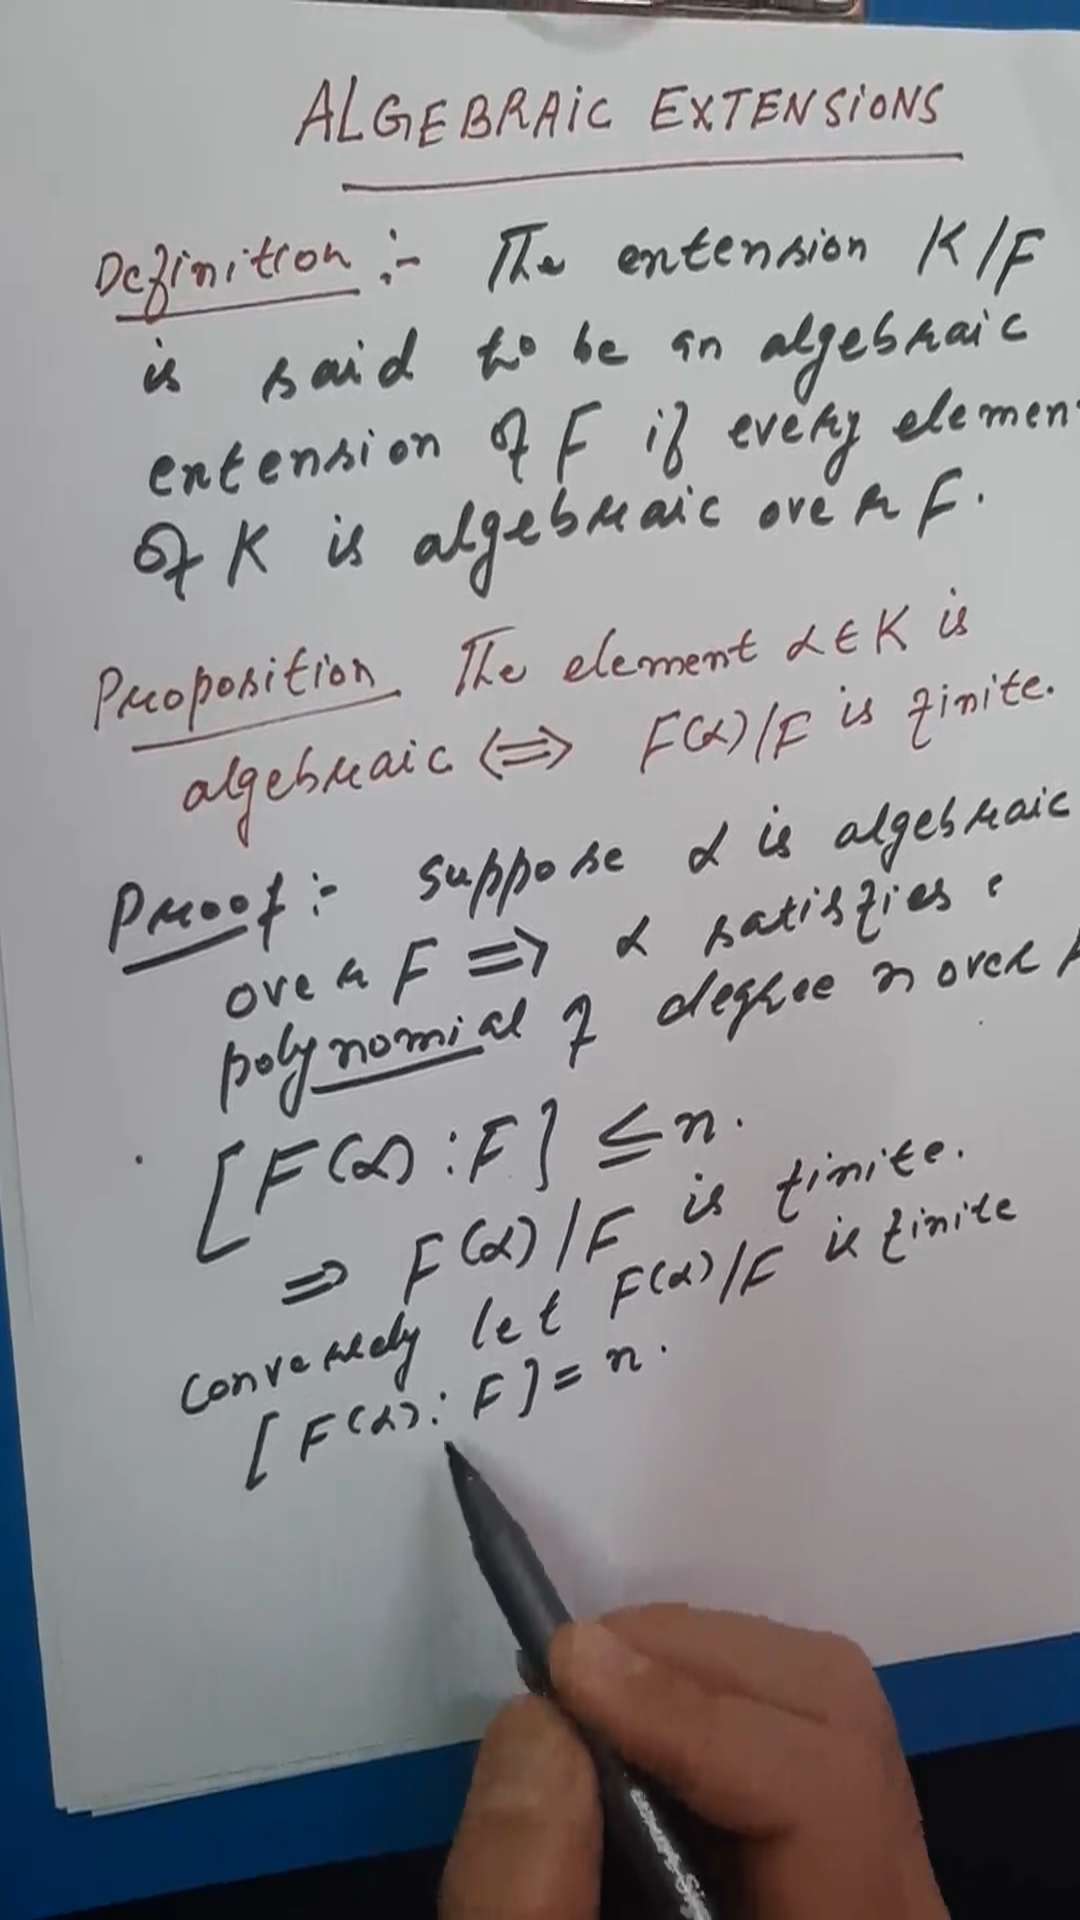 ALGEBRAIC EXTENSIONS
Definition :- The extension K/F
is said to be an algebraic
extension of F if every elemen
of K is algebraic over F.
Proposition The element α ∈ K is
algebraic <=> F(α)/F is finite.
Proof :- suppose α is algebraic
over F => α satisfies
polynomial of degree n over
[F(α) : F] ≤ n.
=> F(α)/F is finite.
conversely let F(α)/F is finite
[F(α) : F] = n.